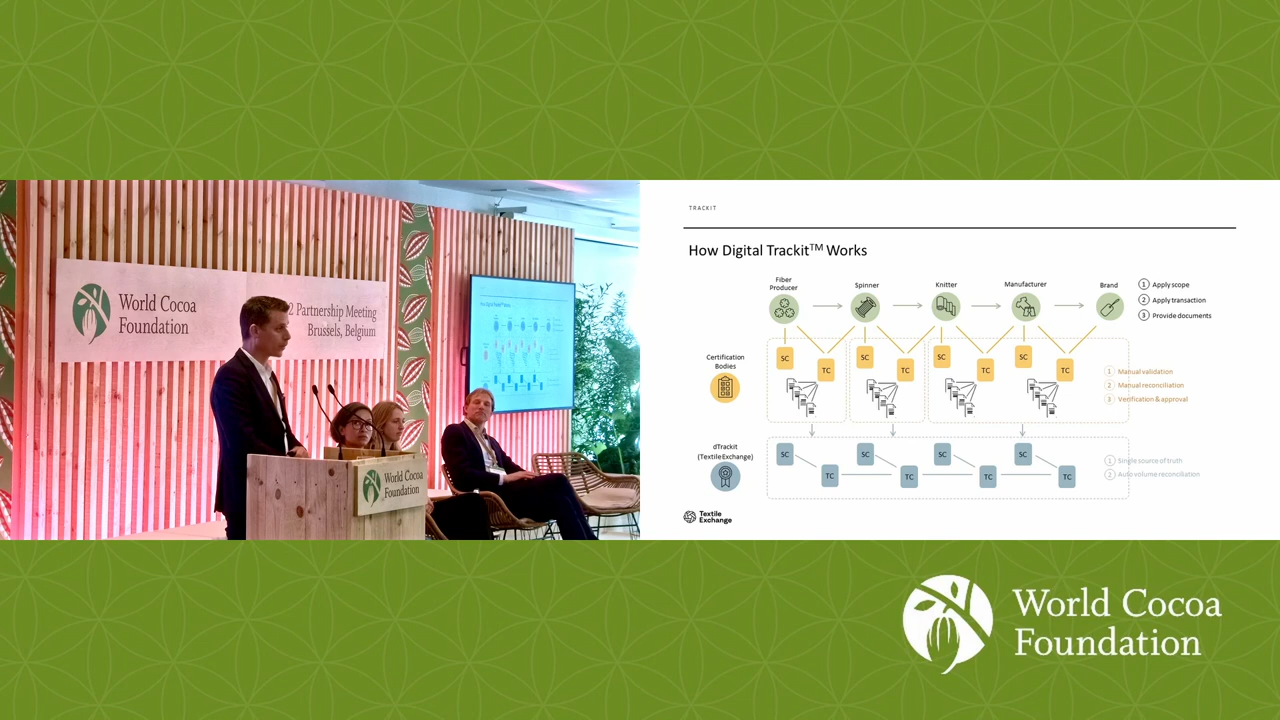 World Cocoa
Foundation
2 Partnership Meeting
Brussels, Belgium
World Cocoa
Foundation
TRACKIT
How Digital Trackit™ Works
Fiber
Producer
Spinner
Knitter
Manufacturer
Brand
1 Apply scope
2 Apply transaction
3 Provide documents
Certification
Bodies
SC
TC
SC
TC
SC
TC
SC
TC
1 Manual validation
2 Manual reconciliation
3 Verification & approval
dTrackit
(TextileExchange)
SC
TC
SC
TC
SC
TC
SC
TC
1 Single source of truth
2 Auto volume reconciliation
Textile
Exchange
World Cocoa
Foundation